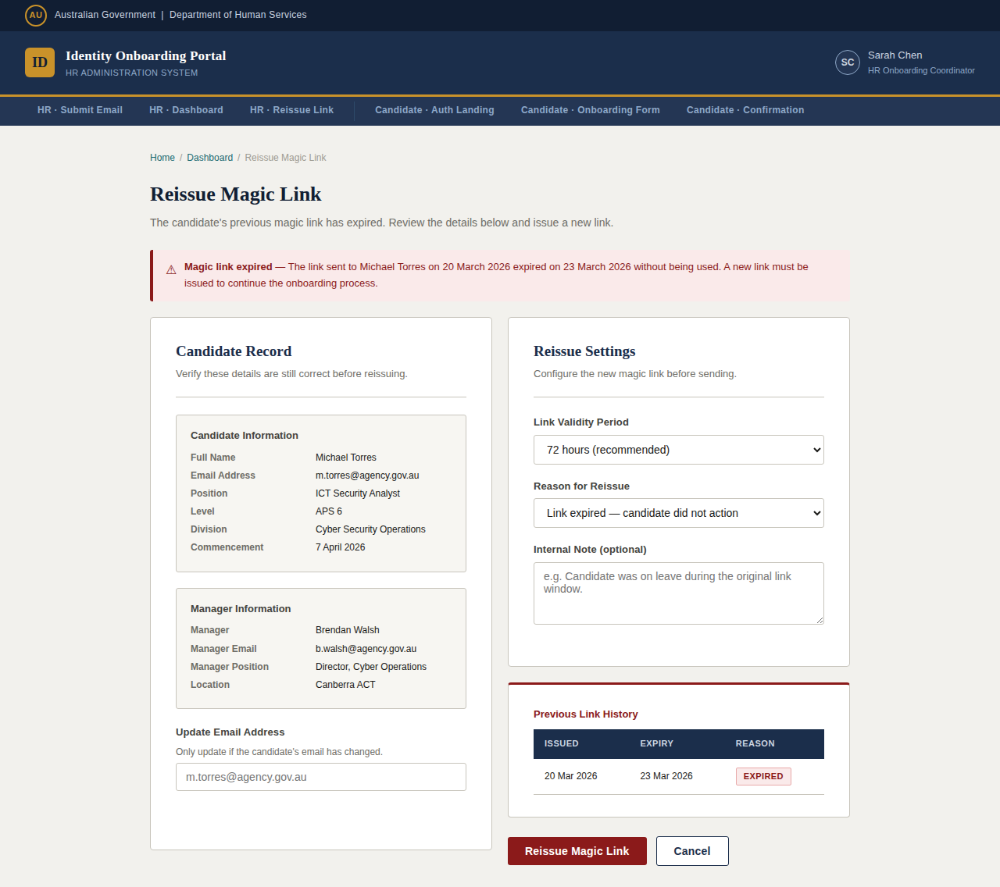 AU Australian Government | Department of Human Services
ID Identity Onboarding Portal
HR ADMINISTRATION SYSTEM
SC Sarah Chen
HR Onboarding Coordinator
HR · Submit Email HR · Dashboard HR · Reissue Link Candidate · Auth Landing Candidate · Onboarding Form Candidate · Confirmation
Home / Dashboard / Reissue Magic Link
Reissue Magic Link
The candidate's previous magic link has expired. Review the details below and issue a new link.
⚠ Magic link expired — The link sent to Michael Torres on 20 March 2026 expired on 23 March 2026 without being used. A new link must be
issued to continue the onboarding process.
Candidate Record
Verify these details are still correct before reissuing.
Candidate Information
Full Name Michael Torres
Email Address m.torres@agency.gov.au
Position ICT Security Analyst
Level APS 6
Division Cyber Security Operations
Commencement 7 April 2026
Manager Information
Manager Brendan Walsh
Manager Email b.walsh@agency.gov.au
Manager Position Director, Cyber Operations
Location Canberra ACT
Update Email Address
Only update if the candidate's email has changed.
m.torres@agency.gov.au
Reissue Settings
Configure the new magic link before sending.
Link Validity Period
72 hours (recommended)
Reason for Reissue
Link expired — candidate did not action
Internal Note (optional)
e.g. Candidate was on leave during the original link
window.
Previous Link History
ISSUED EXPIRY REASON
20 Mar 2026 23 Mar 2026 EXPIRED
Reissue Magic Link Cancel